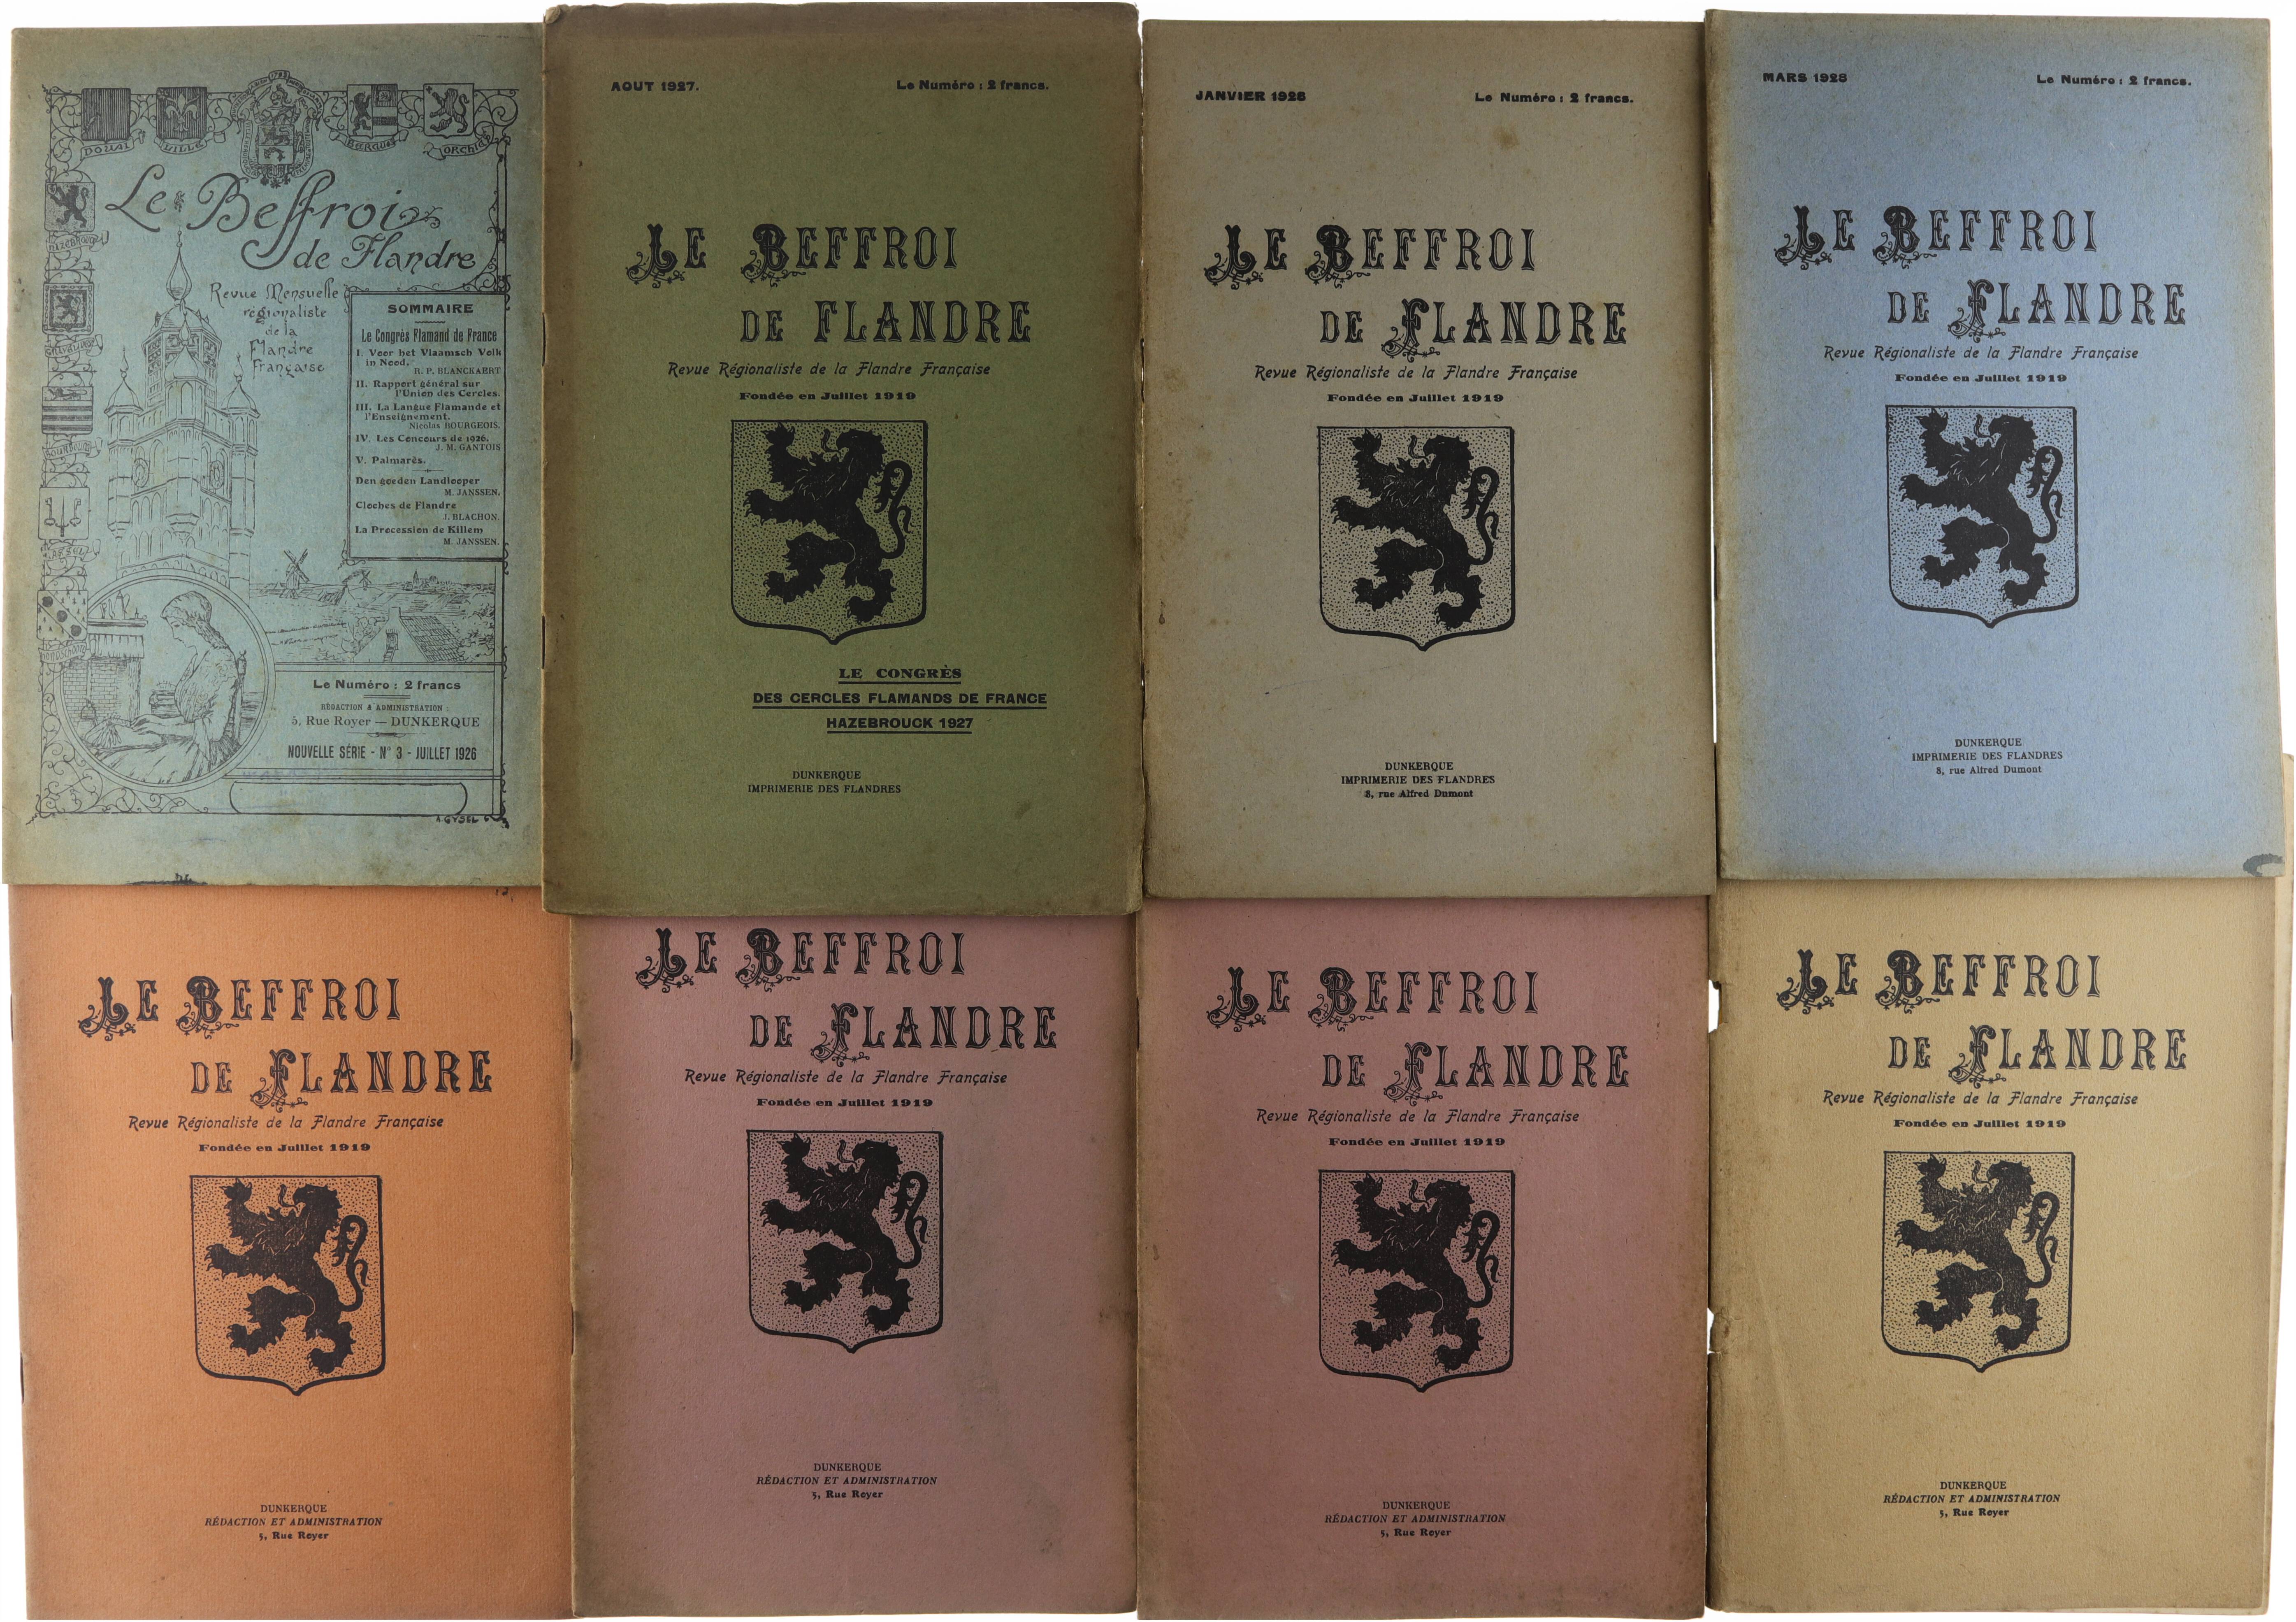 DOUAI
LILLE
BERGUES
ORCHIES
Le Beffroi
de Flandre
Revue Mensuelle
régionaliste
de la
Flandre
Française
SOMMAIRE
Le Congrès Flamand de France
I. Voor het Vlaamsch Volk
in Nood.
R. P. BLANCKAERT
II. Rapport général sur
l'Union des Cercles.
III. La Langue Flamande et
l'Enseignement.
Nicolas BOURGEOIS.
IV. Les Concours de 1926.
J. M. GANTOIS
V. Palmarès.
Den goeden Landlooper
M. JANSSEN.
Cloches de Flandre
J. BLACHON.
La Procession de Killem
M. JANSSEN.
Le Numéro : 2 francs
RÉDACTION & ADMINISTRATION :
5, Rue Royer — DUNKERQUE
NOUVELLE SÉRIE - N° 3 - JUILLET 1926
AOUT 1927.
Le Numéro : 2 francs.
LE BEFFROI
DE FLANDRE
Revue Régionaliste de la Flandre Française
Fondée en Juillet 1919
LE CONGRÈS
DES CERCLES FLAMANDS DE FRANCE
HAZEBROUCK 1927
DUNKERQUE
IMPRIMERIE DES FLANDRES
JANVIER 1928
Le Numéro : 2 francs.
LE BEFFROI
DE FLANDRE
Revue Régionaliste de la Flandre Française
Fondée en Juillet 1919
DUNKERQUE
IMPRIMERIE DES FLANDRES
8, rue Alfred Dumont
MARS 1928
Le Numéro : 2 francs.
LE BEFFROI
DE FLANDRE
Revue Régionaliste de la Flandre Française
Fondée en Juillet 1919
DUNKERQUE
IMPRIMERIE DES FLANDRES
8, rue Alfred Dumont
LE BEFFROI
DE FLANDRE
Revue Régionaliste de la Flandre Française
Fondée en Juillet 1919
DUNKERQUE
RÉDACTION ET ADMINISTRATION
5, Rue Royer
LE BEFFROI
DE FLANDRE
Revue Régionaliste de la Flandre Française
Fondée en Juillet 1919
DUNKERQUE
RÉDACTION ET ADMINISTRATION
5, Rue Royer
LE BEFFROI
DE FLANDRE
Revue Régionaliste de la Flandre Française
Fondée en Juillet 1919
DUNKERQUE
RÉDACTION ET ADMINISTRATION
5, Rue Royer
LE BEFFROI
DE FLANDRE
Revue Régionaliste de la Flandre Française
Fondée en Juillet 1919
DUNKERQUE
RÉDACTION ET ADMINISTRATION
5, Rue Royer